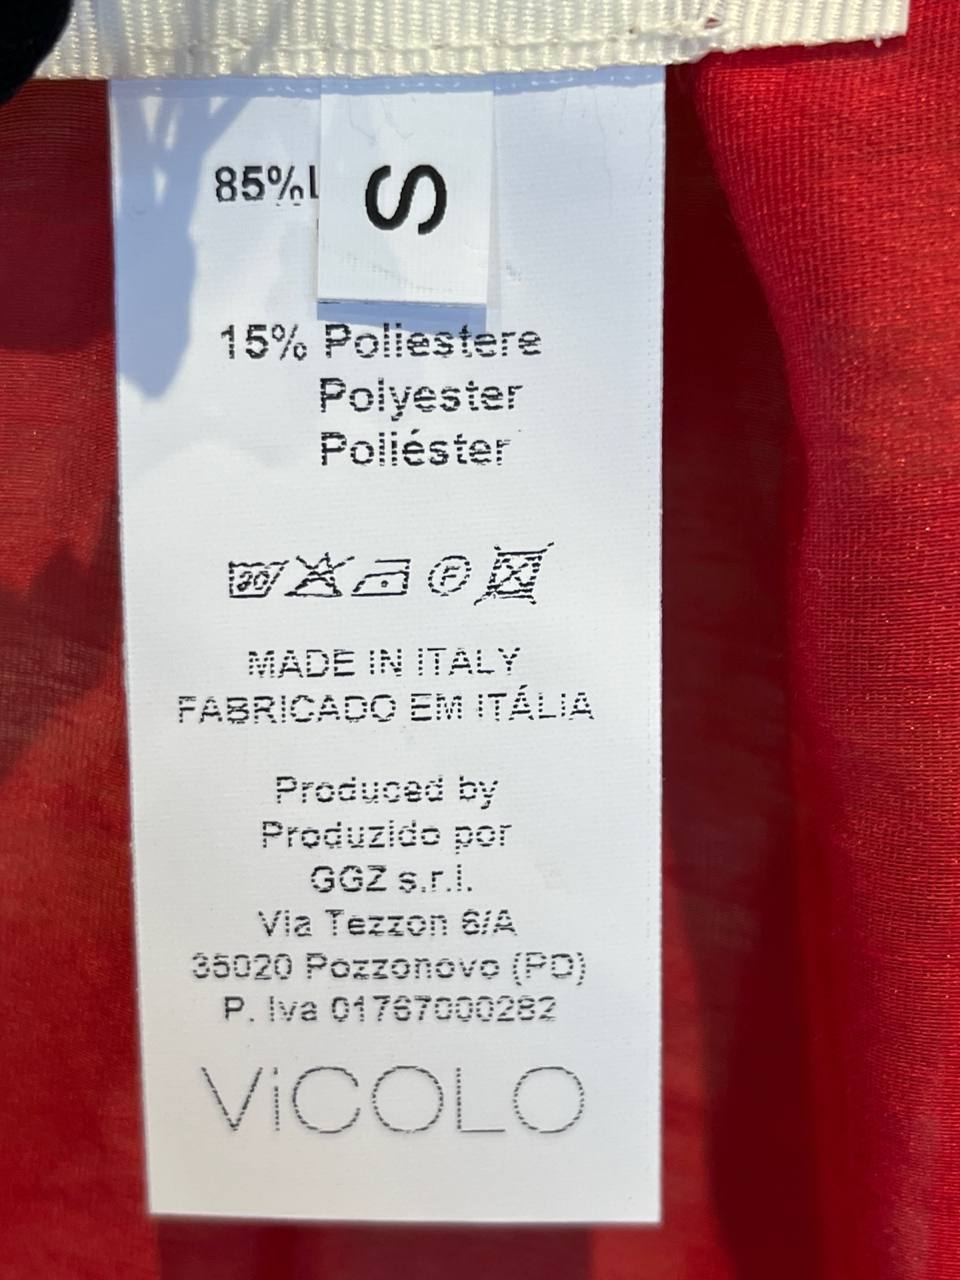 85%
S
15% Poliestere
Polyester
Poliéster
30
F
MADE IN ITALY
FABRICADO EM ITÁLIA
Produced by
Produzido por
GGZ s.r.l.
Via Tezzon 6/A
35020 Pozzonovo (PD)
P. Iva 01767000282
ViCOLO